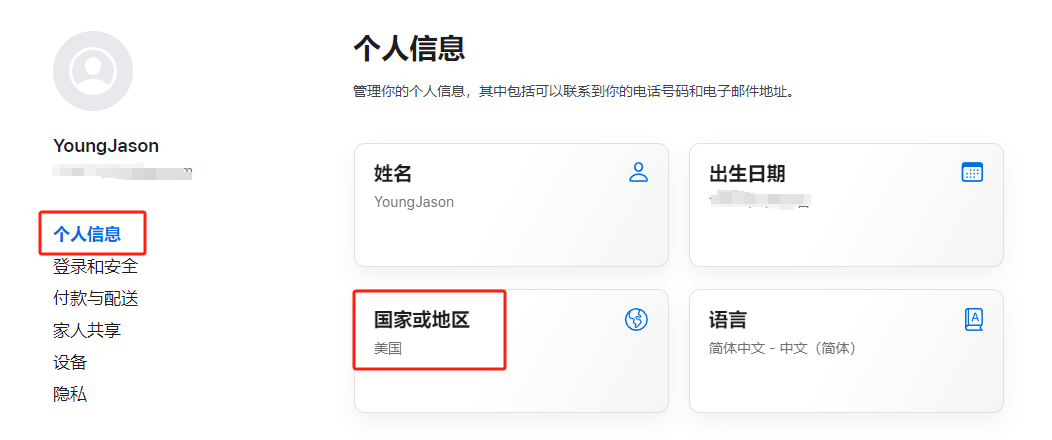 YoungJason
个人信息
登录和安全
付款与配送
家人共享
设备
隐私
个人信息
管理你的个人信息，其中包括可以联系到你的电话号码和电子邮件地址。
姓名
YoungJason
出生日期
国家或地区
美国
语言
简体中文 - 中文（简体）